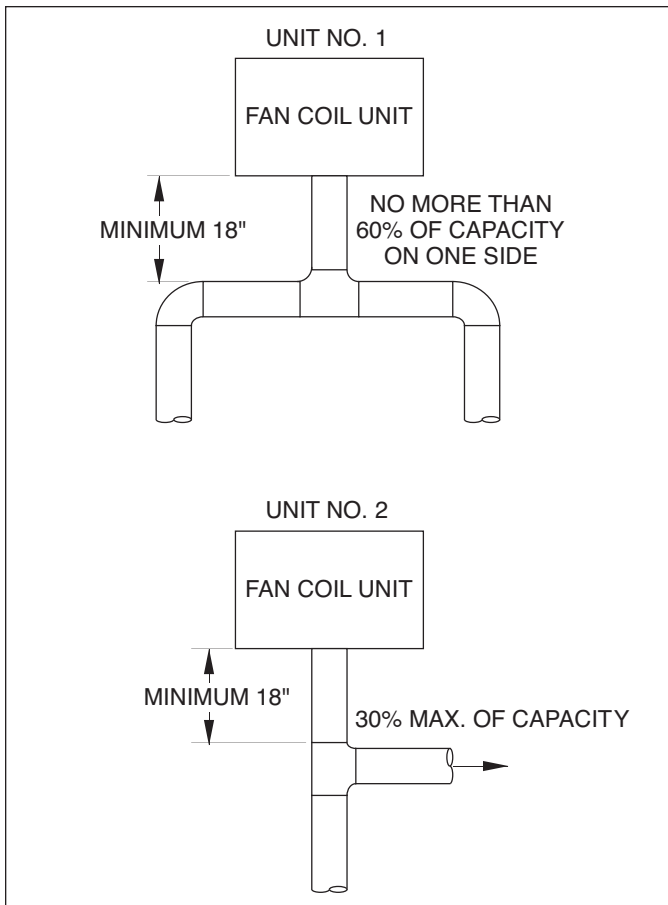 UNIT NO. 1
FAN COIL UNIT
MINIMUM 18"
NO MORE THAN
60% OF CAPACITY
ON ONE SIDE
UNIT NO. 2
FAN COIL UNIT
MINIMUM 18"
30% MAX. OF CAPACITY